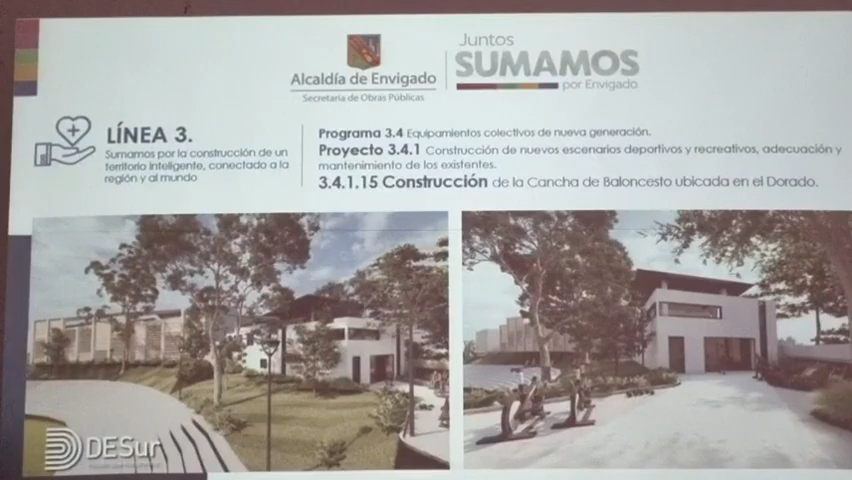 Juntos
SUMAMOS
por Envigado
Alcaldía de Envigado
Secretaria de Obras Públicas
LÍNEA 3.
Sumamos por la construcción de un
territorio inteligente, conectado a la
región y al mundo
Programa 3.4 Equipamientos colectivos de nueva generación.
Proyecto 3.4.1 Construcción de nuevos escenarios deportivos y recreativos, adecuación y
mantenimiento de los existentes.
3.4.1.15 Construcción de la Cancha de Baloncesto ubicada en el Dorado.
DESur